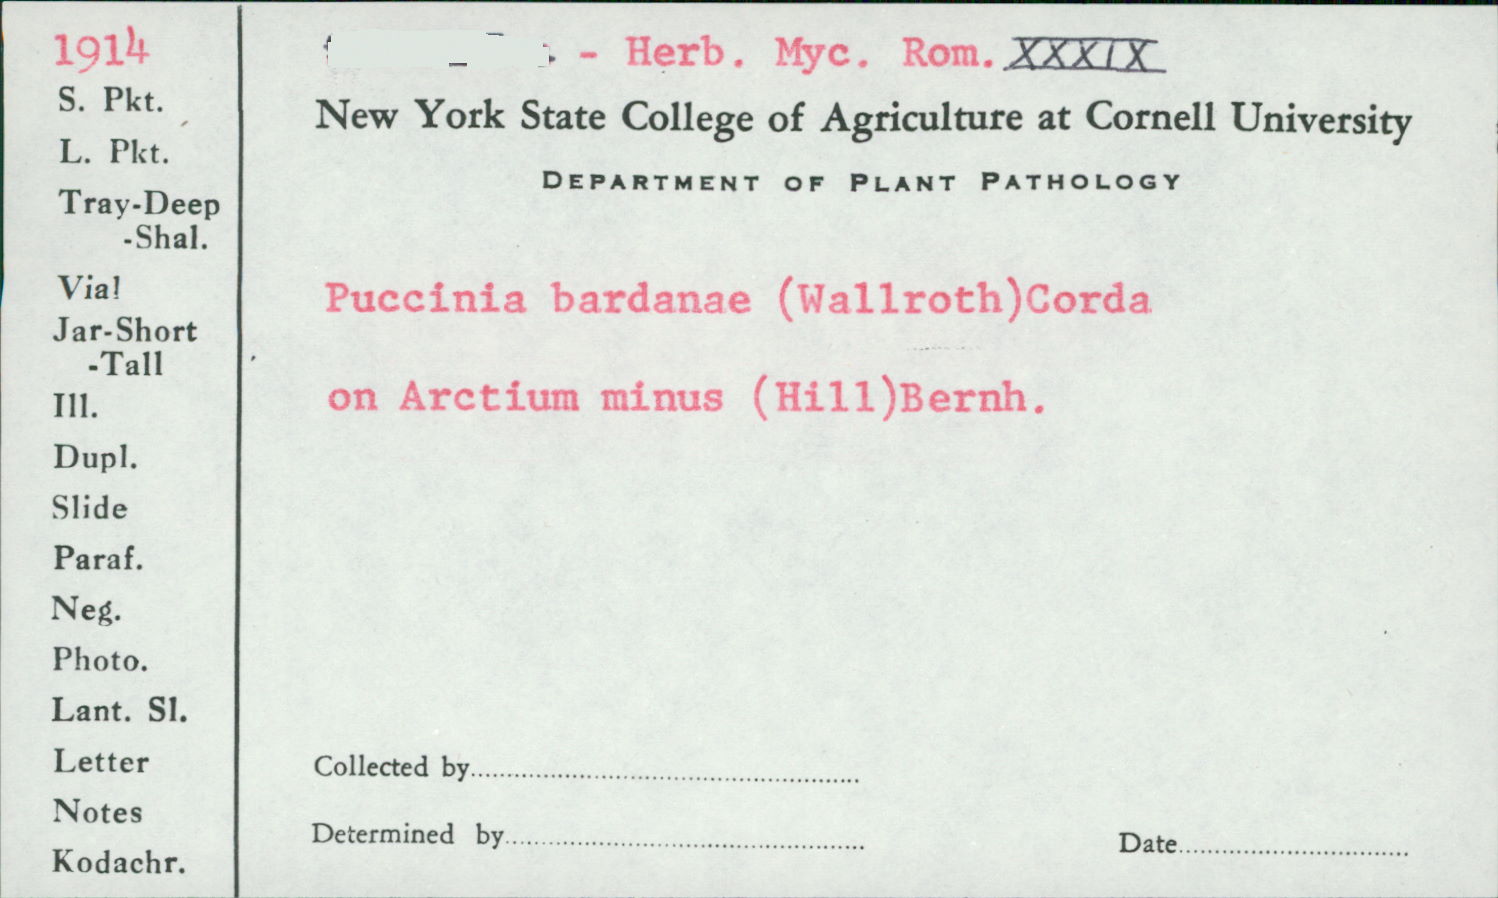 1914
S. Pkt.
L. Pkt.
Tray-Deep
-Shal.
Vial
Jar-Short
-Tall
Ill.
Dupl.
Slide
Paraf.
Neg.
Photo.
Lant. Sl.
Letter
Notes
Kodachr.
- Herb. Myc. Rom. XXXIX
New York State College of Agriculture at Cornell University
DEPARTMENT OF PLANT PATHOLOGY
Puccinia bardanae (Wallroth)Corda
on Arctium minus (Hill)Bernh.
Collected by
Determined by
Date